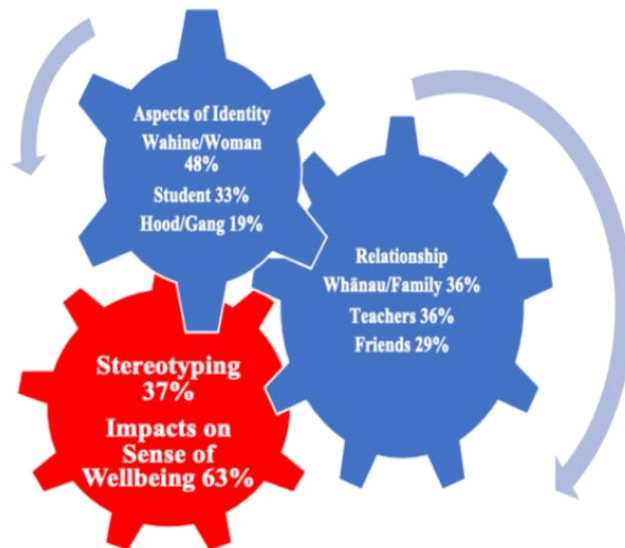 Aspects of Identity
Wahine/Woman
48%
Student 33%
Hood/Gang 19%
Relationship
Whānau/Family 36%
Teachers 36%
Friends 29%
Stereotyping
37%
Impacts on
Sense of
Wellbeing 63%